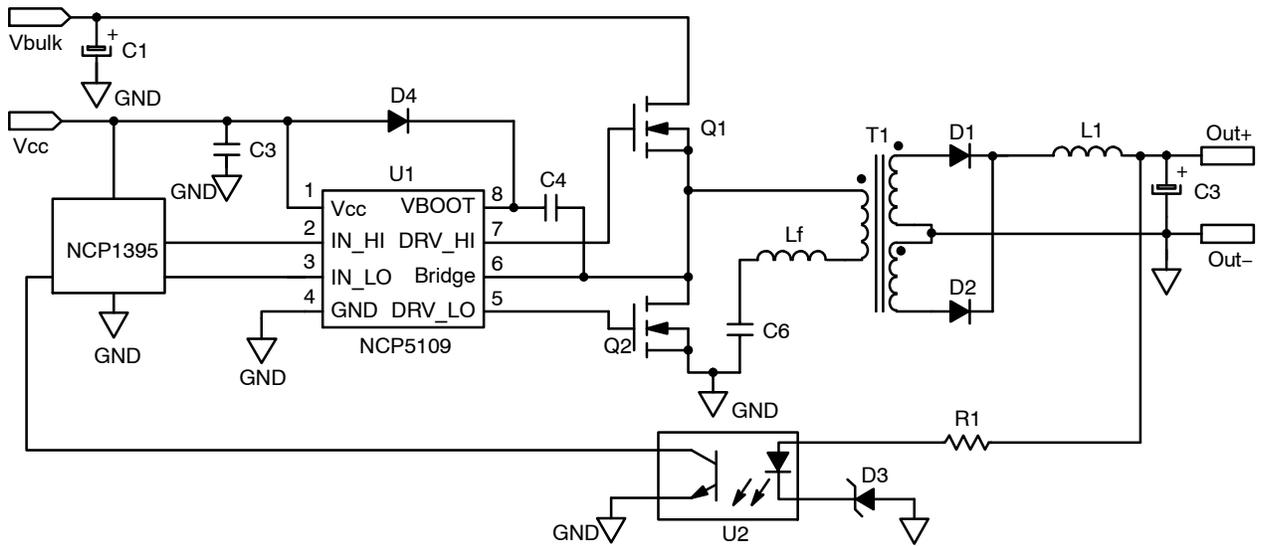 Vbulk
+
C1
GND
Vcc
D4
C3
GND
U1
C4
Q1
T1
D1
L1
Out+
+
C3
Out−
NCP1395
1
2
3
4
Vcc
IN_HI
IN_LO
GND
VBOOT
DRV_HI
Bridge
DRV_LO
8
7
6
5
NCP5109
GND
GND
Lf
D2
Q2
C6
GND
R1
D3
GND
U2